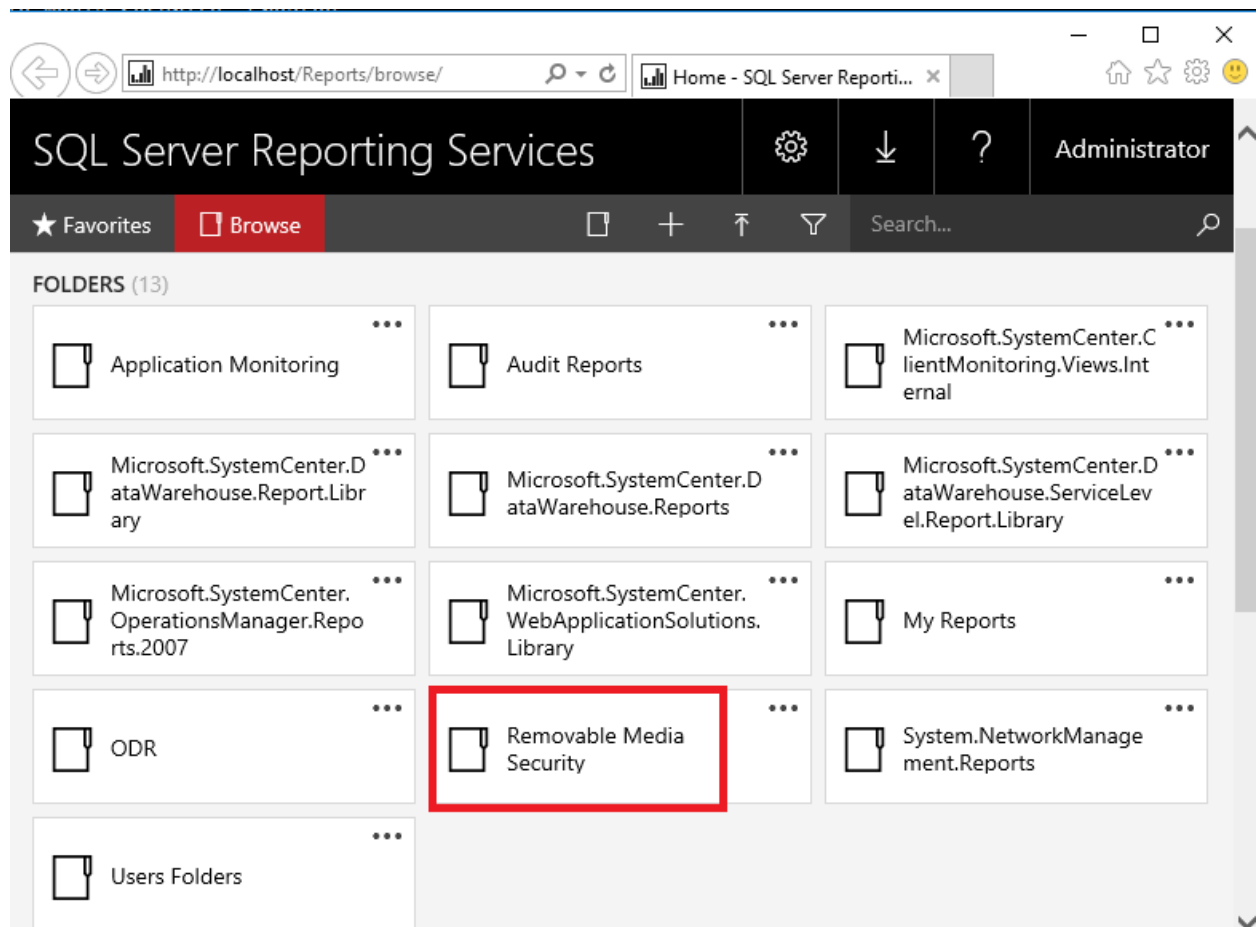 http://localhost/Reports/browse/
Home - SQL Server Reporti...
SQL Server Reporting Services
?
Administrator
Favorites
Browse
Search...
FOLDERS (13)
Application Monitoring
Audit Reports
Microsoft.SystemCenter.C
lientMonitoring.Views.Int
ernal
Microsoft.SystemCenter.D
ataWarehouse.Report.Libr
ary
Microsoft.SystemCenter.D
ataWarehouse.Reports
Microsoft.SystemCenter.D
ataWarehouse.ServiceLev
el.Report.Library
Microsoft.SystemCenter.
OperationsManager.Repo
rts.2007
Microsoft.SystemCenter.
WebApplicationSolutions.
Library
My Reports
ODR
Removable Media
Security
System.NetworkManage
ment.Reports
Users Folders